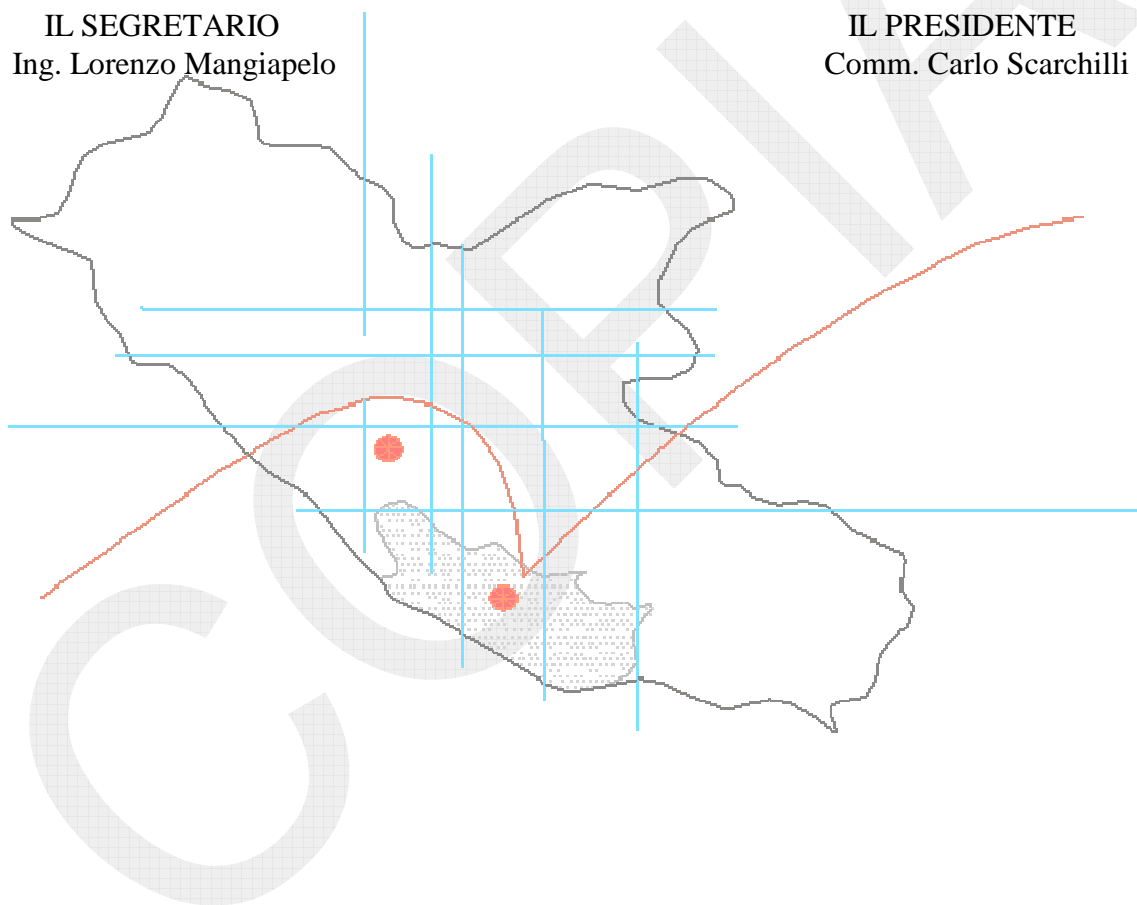 IL SEGRETARIO
Ing. Lorenzo Mangiapelo
IL PRESIDENTE
Comm. Carlo Scarchilli
COPIA